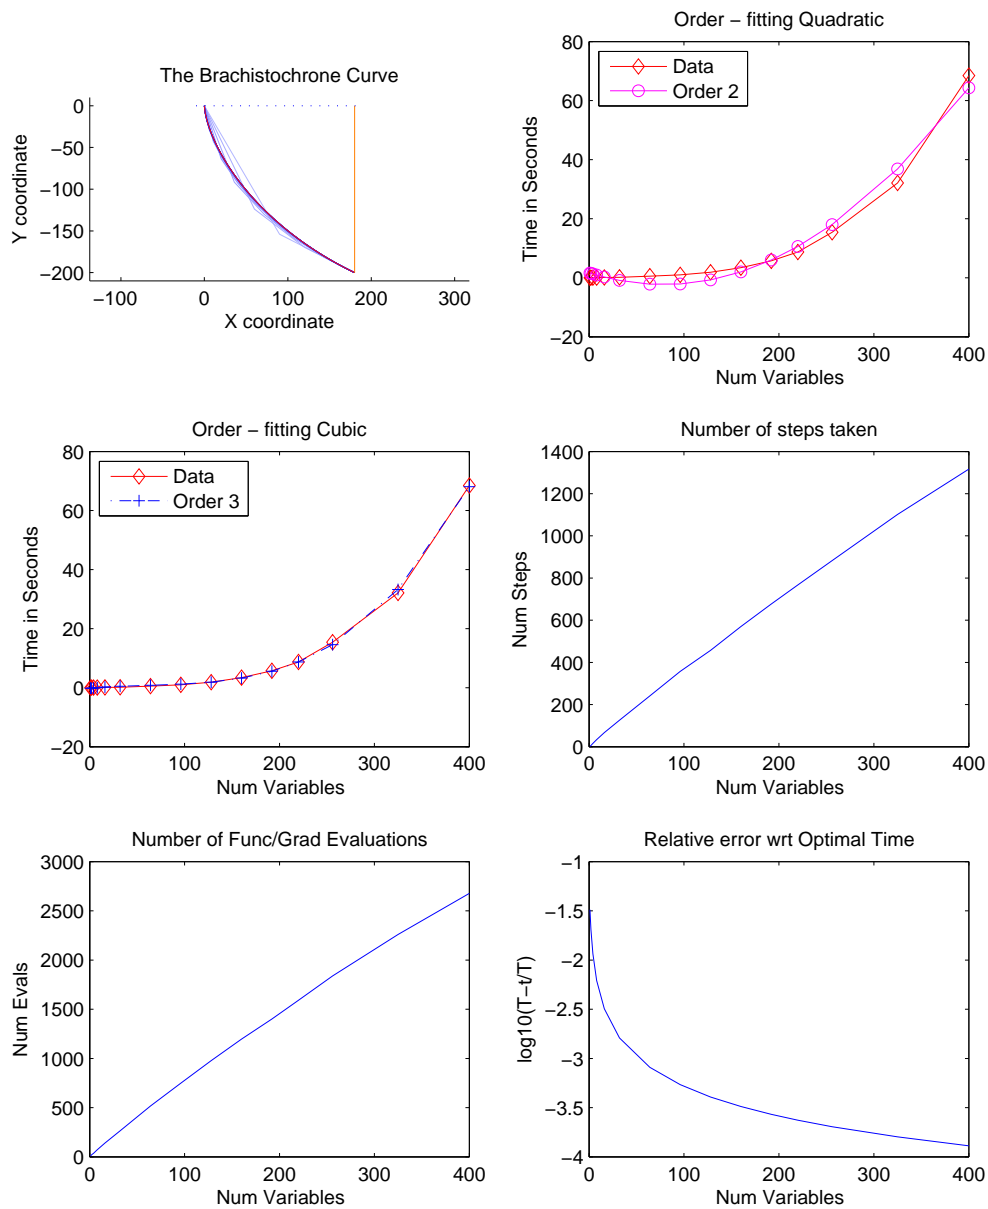 The Brachistochrone Curve
0
−50
−100
−150
−200
Y coordinate
−100 0 100 200 300
X coordinate
Order − fitting Quadratic
80
60
40
20
0
−20
Time in Seconds
Data
Order 2
0 100 200 300 400
Num Variables
Order − fitting Cubic
80
60
40
20
0
−20
Time in Seconds
Data
Order 3
0 100 200 300 400
Num Variables
Number of steps taken
1400
1200
1000
800
600
400
200
0
Num Steps
0 100 200 300 400
Num Variables
Number of Func/Grad Evaluations
3000
2500
2000
1500
1000
500
0
Num Evals
0 100 200 300 400
Num Variables
Relative error wrt Optimal Time
−1
−1.5
−2
−2.5
−3
−3.5
−4
log10(T−t/T)
0 100 200 300 400
Num Variables